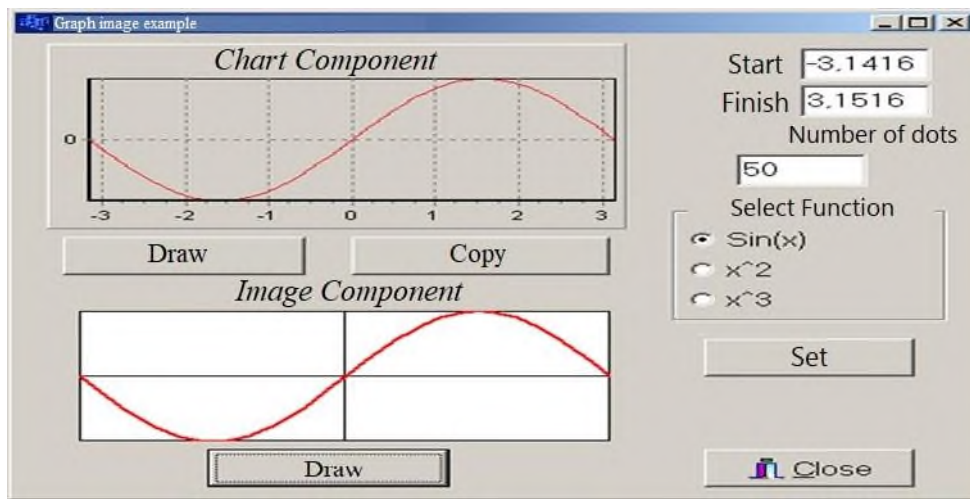 Graph image example
Chart Component
0
-3 -2 -1 0 1 2 3
Draw Copy
Image Component
Draw
Start -3,1416
Finish 3,1516
Number of dots
50
Select Function
Sin(x)
x^2
x^3
Set
Close